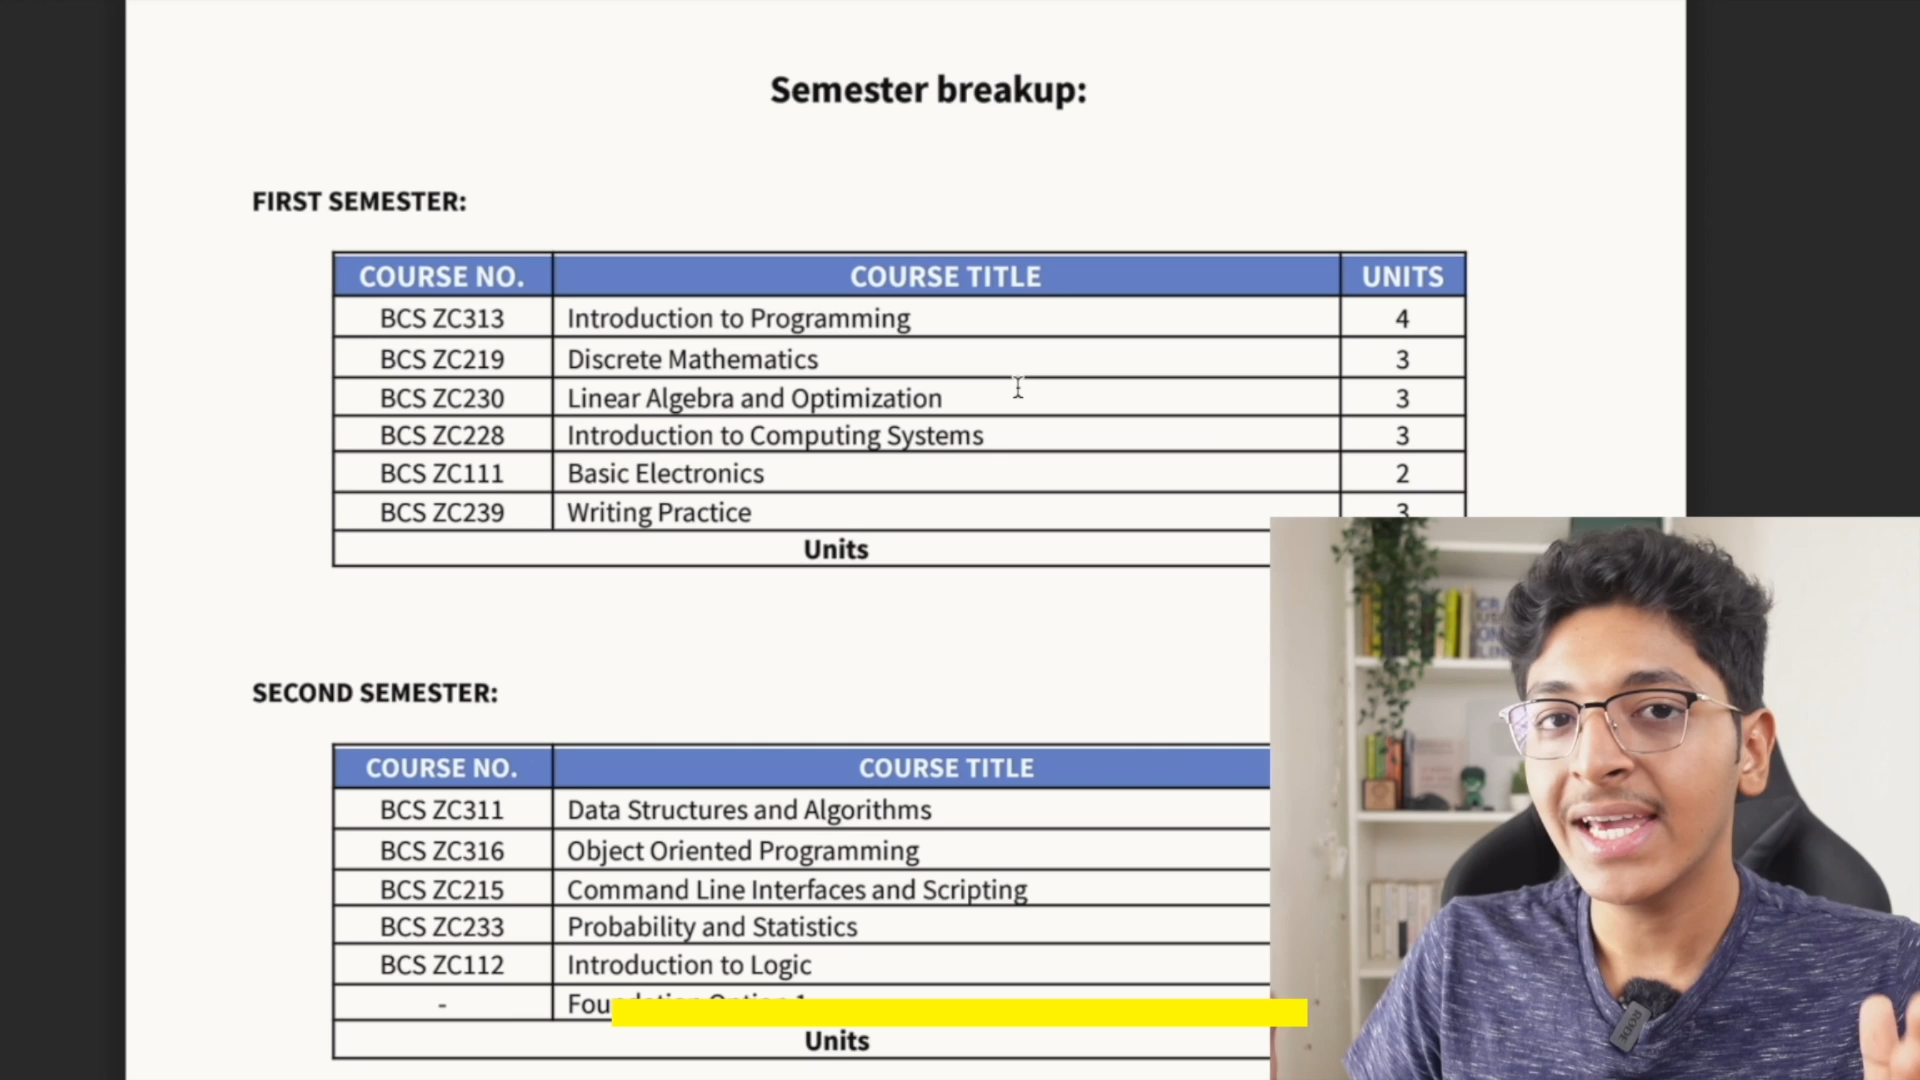 Semester breakup:
FIRST SEMESTER:
COURSE NO. COURSE TITLE UNITS
BCS ZC313 Introduction to Programming 4
BCS ZC219 Discrete Mathematics 3
BCS ZC230 Linear Algebra and Optimization 3
BCS ZC228 Introduction to Computing Systems 3
BCS ZC111 Basic Electronics 2
BCS ZC239 Writing Practice 3
Units
SECOND SEMESTER:
COURSE NO. COURSE TITLE
BCS ZC311 Data Structures and Algorithms
BCS ZC316 Object Oriented Programming
BCS ZC215 Command Line Interfaces and Scripting
BCS ZC233 Probability and Statistics
BCS ZC112 Introduction to Logic
-
Units
RODE